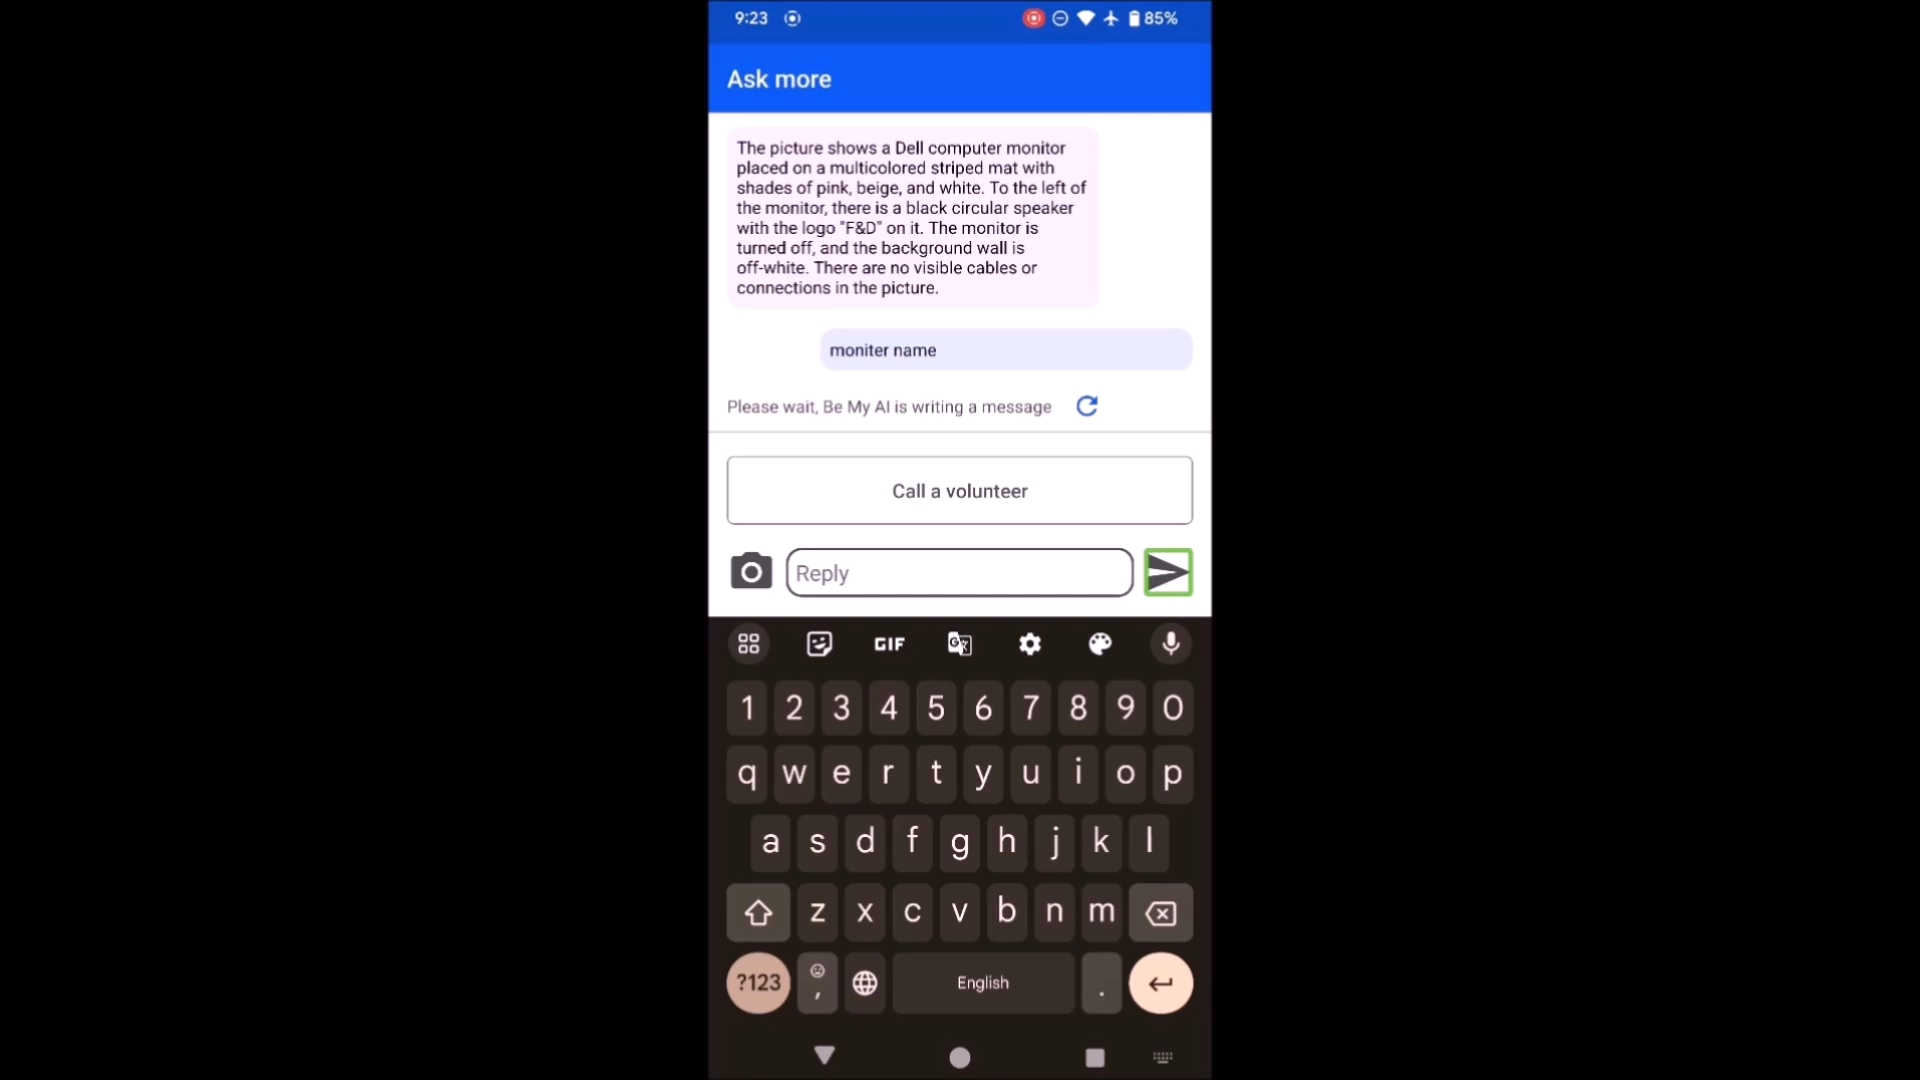 9:23 85%
Ask more
The picture shows a Dell computer monitor
placed on a multicolored striped mat with
shades of pink, beige, and white. To the left of
the monitor, there is a black circular speaker
with the logo "F&D" on it. The monitor is
turned off, and the background wall is
off-white. There are no visible cables or
connections in the picture.
moniter name
Please wait, Be My AI is writing a message
Call a volunteer
Reply
GIF
1 2 3 4 5 6 7 8 9 0
q w e r t y u i o p
a s d f g h j k l
z x c v b n m
?123 , English .